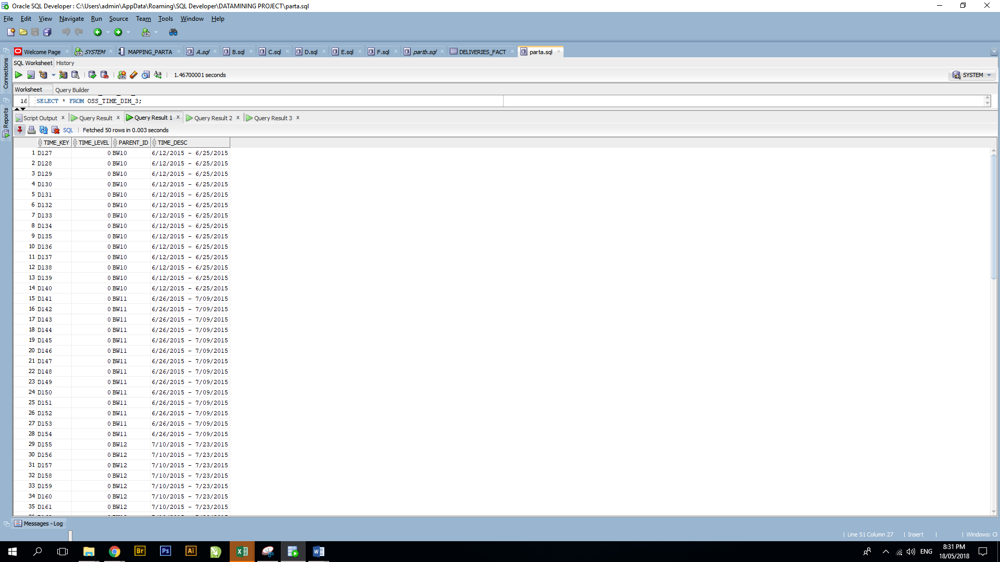 Oracle SQL Developer : C:\Users\admin\AppData\Roaming\SQL Developer\DATAMINING PROJECT\parta.sql
File Edit View Navigate Run Source Team Tools Window Help
Welcome Page SYSTEM MAPPING_PARTA A.sql B.sql C.sql D.sql E.sql F.sql partb.sql DELIVERIES_FACT parta.sql
Connections
Reports
SQL Worksheet History
1.46700001 seconds
SYSTEM
Worksheet Query Builder
16 SELECT * FROM OSS_TIME_DIM_3;
Script Output x Query Result x Query Result 1 x Query Result 2 x Query Result 3 x
SQL | Fetched 50 rows in 0.003 seconds
TIME_KEY TIME_LEVEL PARENT_ID TIME_DESC
1 D127 0 BW10 6/12/2015 - 6/25/2015
2 D128 0 BW10 6/12/2015 - 6/25/2015
3 D129 0 BW10 6/12/2015 - 6/25/2015
4 D130 0 BW10 6/12/2015 - 6/25/2015
5 D131 0 BW10 6/12/2015 - 6/25/2015
6 D132 0 BW10 6/12/2015 - 6/25/2015
7 D133 0 BW10 6/12/2015 - 6/25/2015
8 D134 0 BW10 6/12/2015 - 6/25/2015
9 D135 0 BW10 6/12/2015 - 6/25/2015
10 D136 0 BW10 6/12/2015 - 6/25/2015
11 D137 0 BW10 6/12/2015 - 6/25/2015
12 D138 0 BW10 6/12/2015 - 6/25/2015
13 D139 0 BW10 6/12/2015 - 6/25/2015
14 D140 0 BW10 6/12/2015 - 6/25/2015
15 D141 0 BW11 6/26/2015 - 7/09/2015
16 D142 0 BW11 6/26/2015 - 7/09/2015
17 D143 0 BW11 6/26/2015 - 7/09/2015
18 D144 0 BW11 6/26/2015 - 7/09/2015
19 D145 0 BW11 6/26/2015 - 7/09/2015
20 D146 0 BW11 6/26/2015 - 7/09/2015
21 D147 0 BW11 6/26/2015 - 7/09/2015
22 D148 0 BW11 6/26/2015 - 7/09/2015
23 D149 0 BW11 6/26/2015 - 7/09/2015
24 D150 0 BW11 6/26/2015 - 7/09/2015
25 D151 0 BW11 6/26/2015 - 7/09/2015
26 D152 0 BW11 6/26/2015 - 7/09/2015
27 D153 0 BW11 6/26/2015 - 7/09/2015
28 D154 0 BW11 6/26/2015 - 7/09/2015
29 D155 0 BW12 7/10/2015 - 7/23/2015
30 D156 0 BW12 7/10/2015 - 7/23/2015
31 D157 0 BW12 7/10/2015 - 7/23/2015
32 D158 0 BW12 7/10/2015 - 7/23/2015
33 D159 0 BW12 7/10/2015 - 7/23/2015
34 D160 0 BW12 7/10/2015 - 7/23/2015
35 D161 0 BW12 7/10/2015 - 7/23/2015
Messages - Log
Line 51 Column 27 | Insert | | Windows: CF
Br Ps Ai
ENG
8:31 PM
18/05/2018